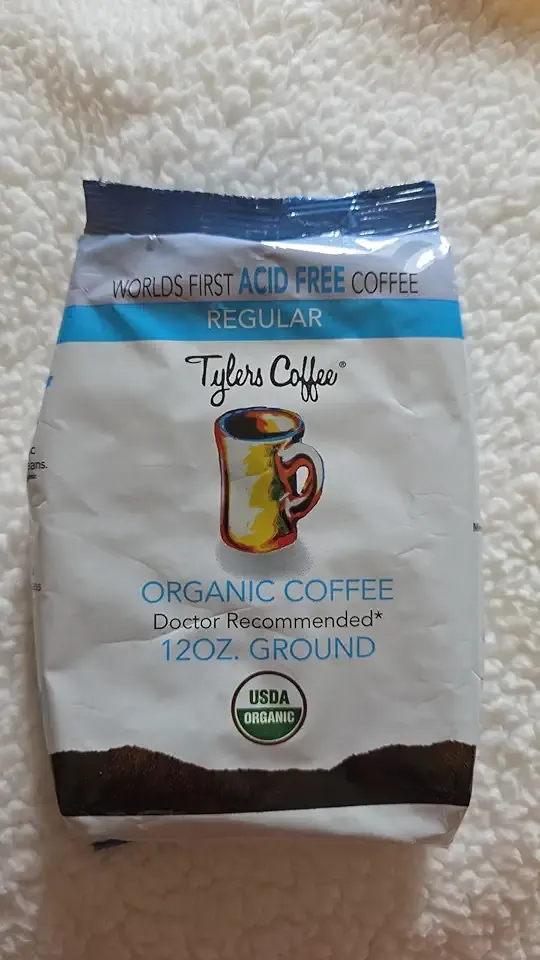 WORLDS FIRST ACID FREE COFFEE
REGULAR
Tylers Coffee®
ORGANIC COFFEE
Doctor Recommended*
12OZ. GROUND
USDA
ORGANIC